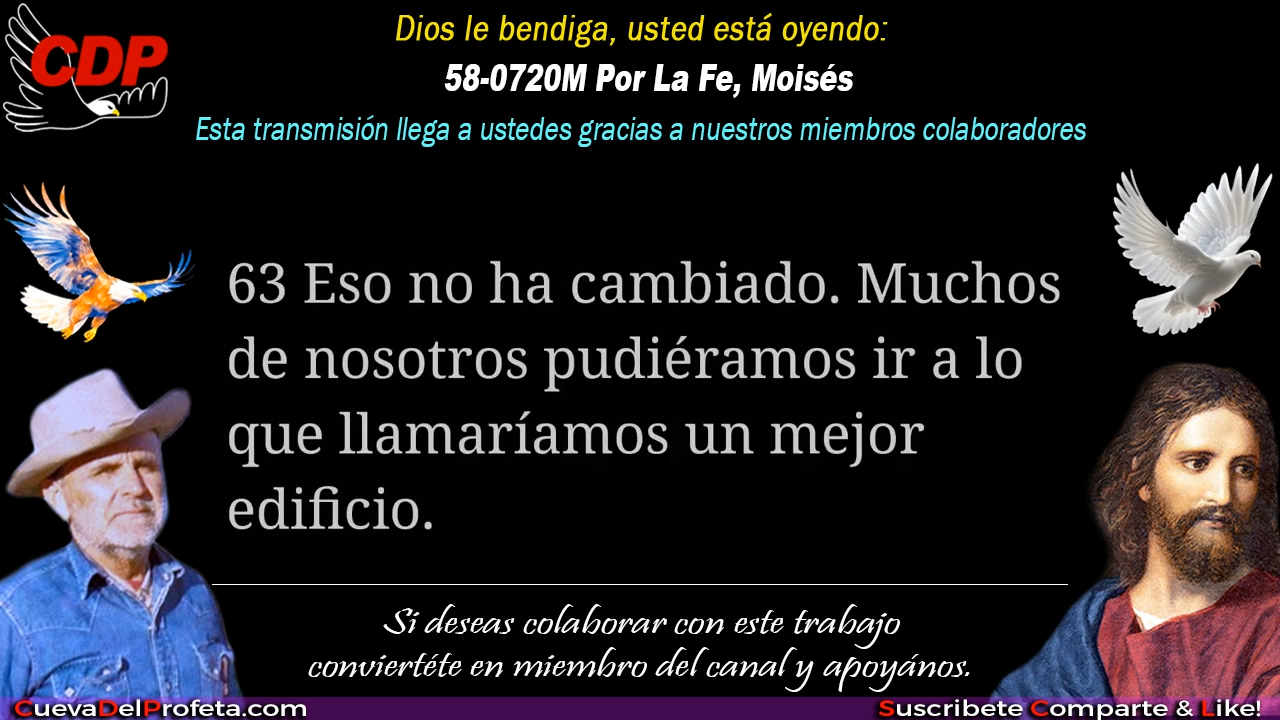 CDP
Dios le bendiga, usted está oyendo:
58-0720M Por La Fe, Moisés
Esta transmisión llega a ustedes gracias a nuestros miembros colaboradores
63 Eso no ha cambiado. Muchos
de nosotros pudiéramos ir a lo
que llamaríamos un mejor
edificio.
Si deseas colaborar con este trabajo
conviertéte en miembro del canal y apoyános.
CuevaDelProfeta.com
Suscribete Comparte & Like!